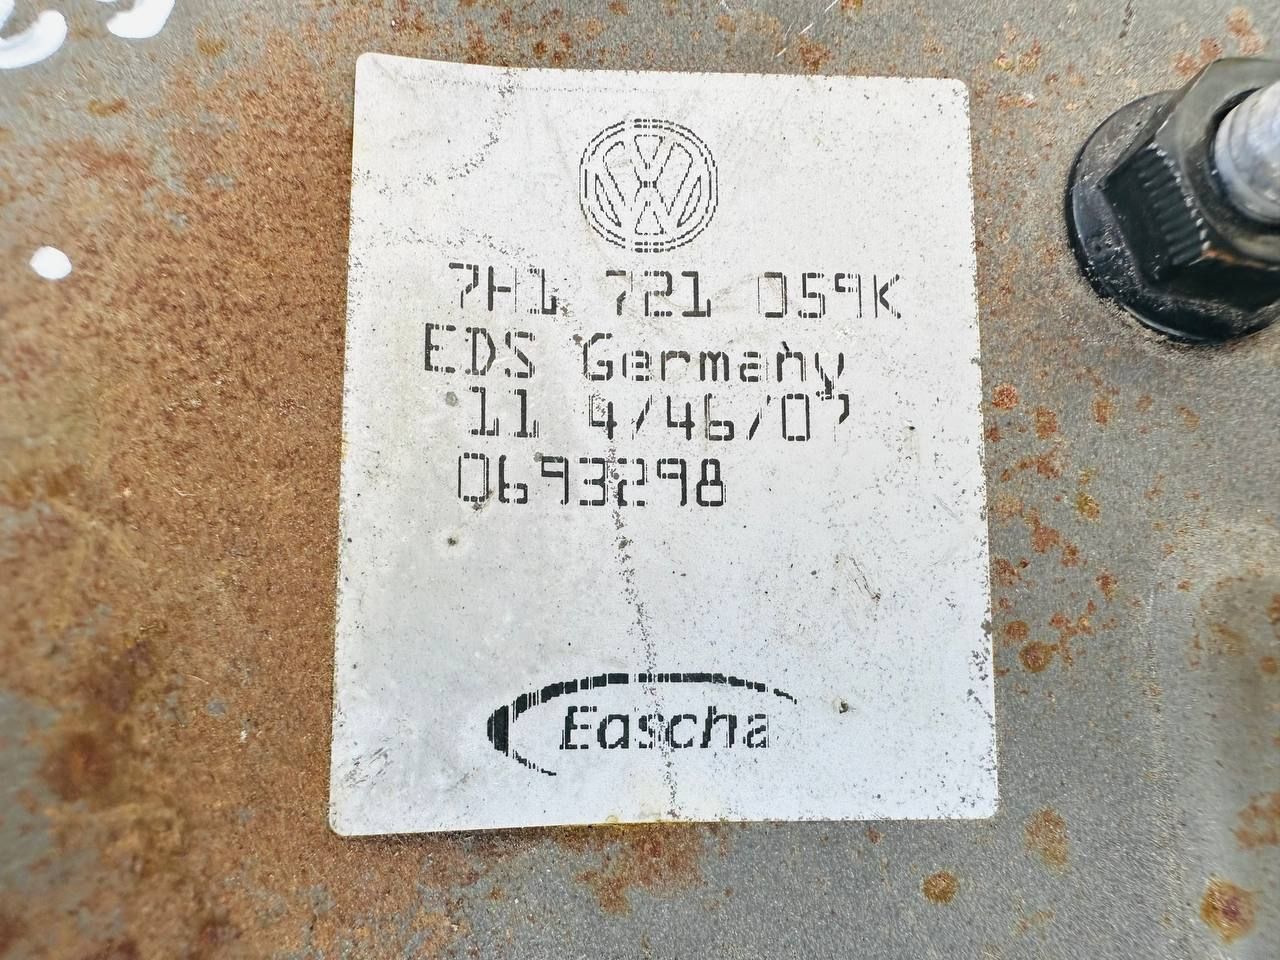 7H1 721 059K
EDS Germany
11 4/46/07
0693298
Eascha